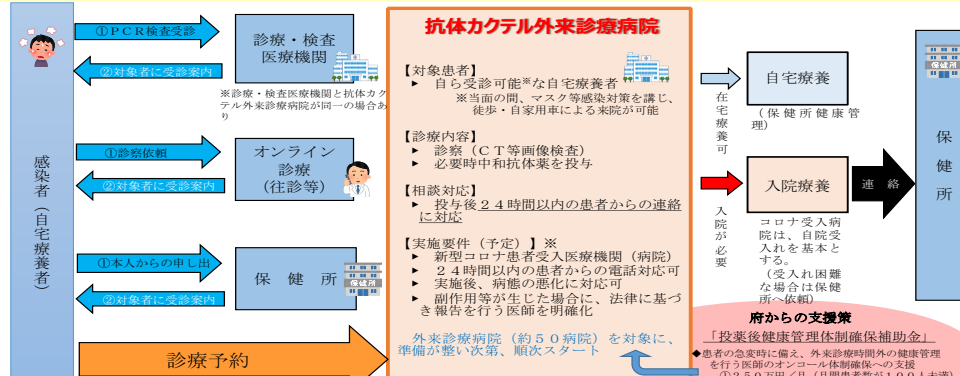 感染者（自宅療養者）
①ＰＣＲ検査受診
②対象者に受診案内
診療・検査
医療機関
※診療・検査医療機関と抗体カク
テル外来診療病院が同一の場合あ
り
①診察依頼
②対象者に受診案内
オンライン
診療
（往診等）
①本人からの申し出
②対象者に受診案内
保健所
保健所
診療予約
抗体カクテル外来診療病院
【対象患者】
▶ 自ら受診可能※な自宅療養者
※当面の間、マスク等感染対策を講じ、
徒歩・自家用車による来院が可能
【診療内容】
▶ 診察（ＣＴ等画像検査）
▶ 必要時中和抗体薬を投与
【相談対応】
▶ 投与後２４時間以内の患者からの連絡
に対応
【実施要件（予定）】※
▶ 新型コロナ患者受入医療機関（病院）
▶ ２４時間以内の患者からの電話対応可
▶ 実施後、病態の悪化に対応可
▶ 副作用等が生じた場合に、法律に基づ
き報告を行う医師を明確化
外来診療病院（約５０病院）を対象に、
準備が整い次第、順次スタート
在宅療養可
自宅療養
（保健所健康管
理）
入院が必要
入院療養
コロナ受入病
院は、自院受
入れを基本と
する。
（受入れ困難
な場合は保健
所へ依頼）
連絡
保健所
保健所
府からの支援策
「投薬後健康管理体制確保補助金」
◆患者の急変時に備え、外来診療時間外の健康管理
を行う医師のオンコール体制確保への支援
①２５０万円／月（月間患者数が１００人未満）